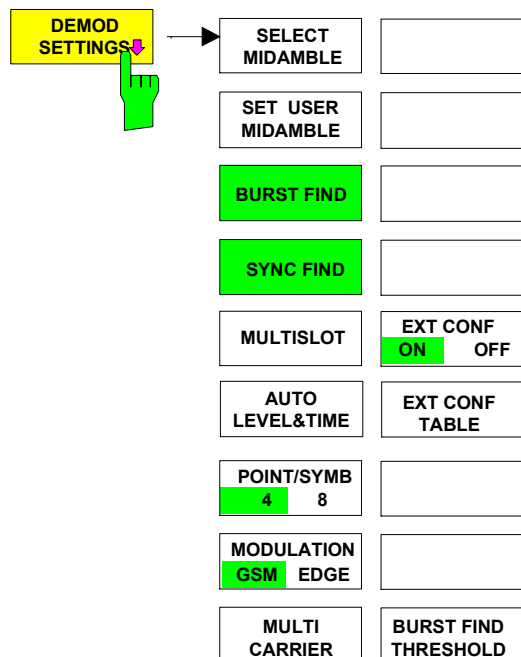 DEMOD
SETTINGS
SELECT
MIDAMBLE
SET USER
MIDAMBLE
BURST FIND
SYNC FIND
MULTISLOT
EXT CONF
ON OFF
AUTO
LEVEL&TIME
EXT CONF
TABLE
POINT/SYMB
4 8
MODULATION
GSM EDGE
MULTI
CARRIER
BURST FIND
THRESHOLD